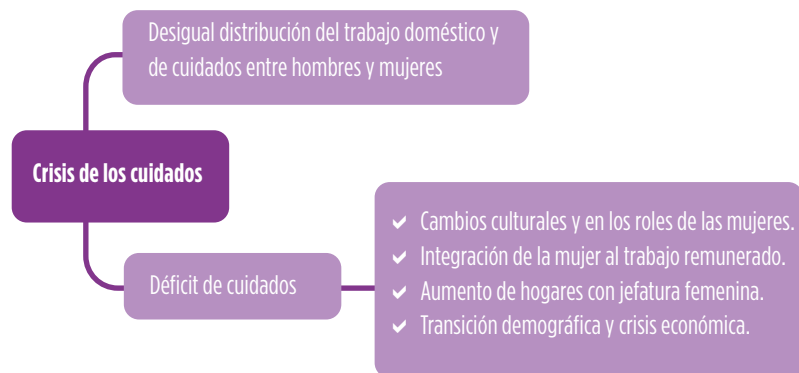 Desigual distribución del trabajo doméstico y
de cuidados entre hombres y mujeres
Crisis de los cuidados
Déficit de cuidados
Cambios culturales y en los roles de las mujeres.
Integración de la mujer al trabajo remunerado.
Aumento de hogares con jefatura femenina.
Transición demográfica y crisis económica.